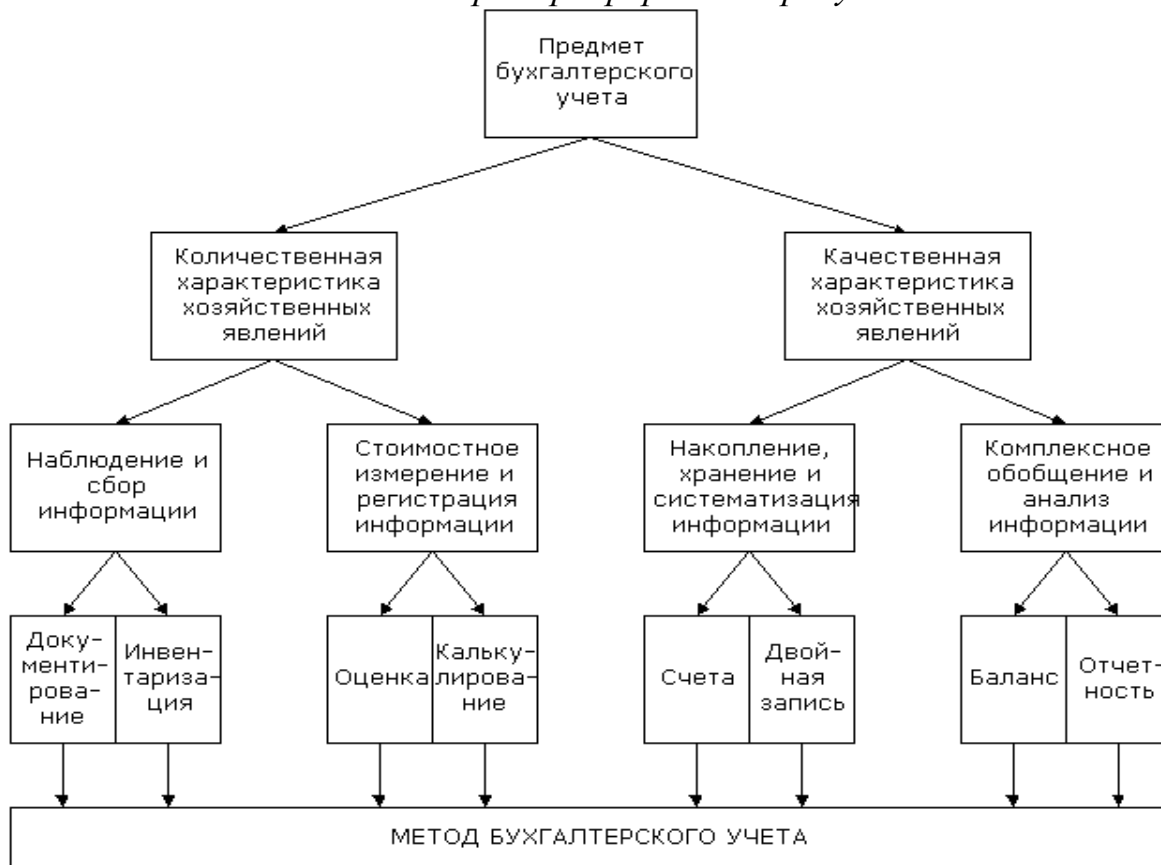 Предмет
бухгалтерского
учета
Количественная
характеристика
хозяйственных
явлений
Качественная
характеристика
хозяйственных
явлений
Наблюдение и
сбор
информации
Стоимостное
измерение и
регистрация
информации
Накопление,
хранение и
систематизация
информации
Комплексное
обобщение и
анализ
информации
Доку-
менти-
рова-
ние
Инвен-
тариза-
ция
Оценка
Кальку-
лирова-
ние
Счета
Двой-
ная
запись
Баланс
Отчет-
ность
МЕТОД БУХГАЛТЕРСКОГО УЧЕТА